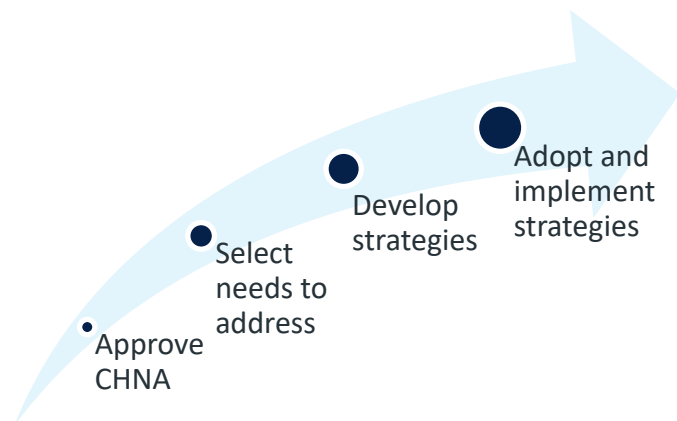 Approve
CHNA
Select
needs to
address
Develop
strategies
Adopt and
implement
strategies